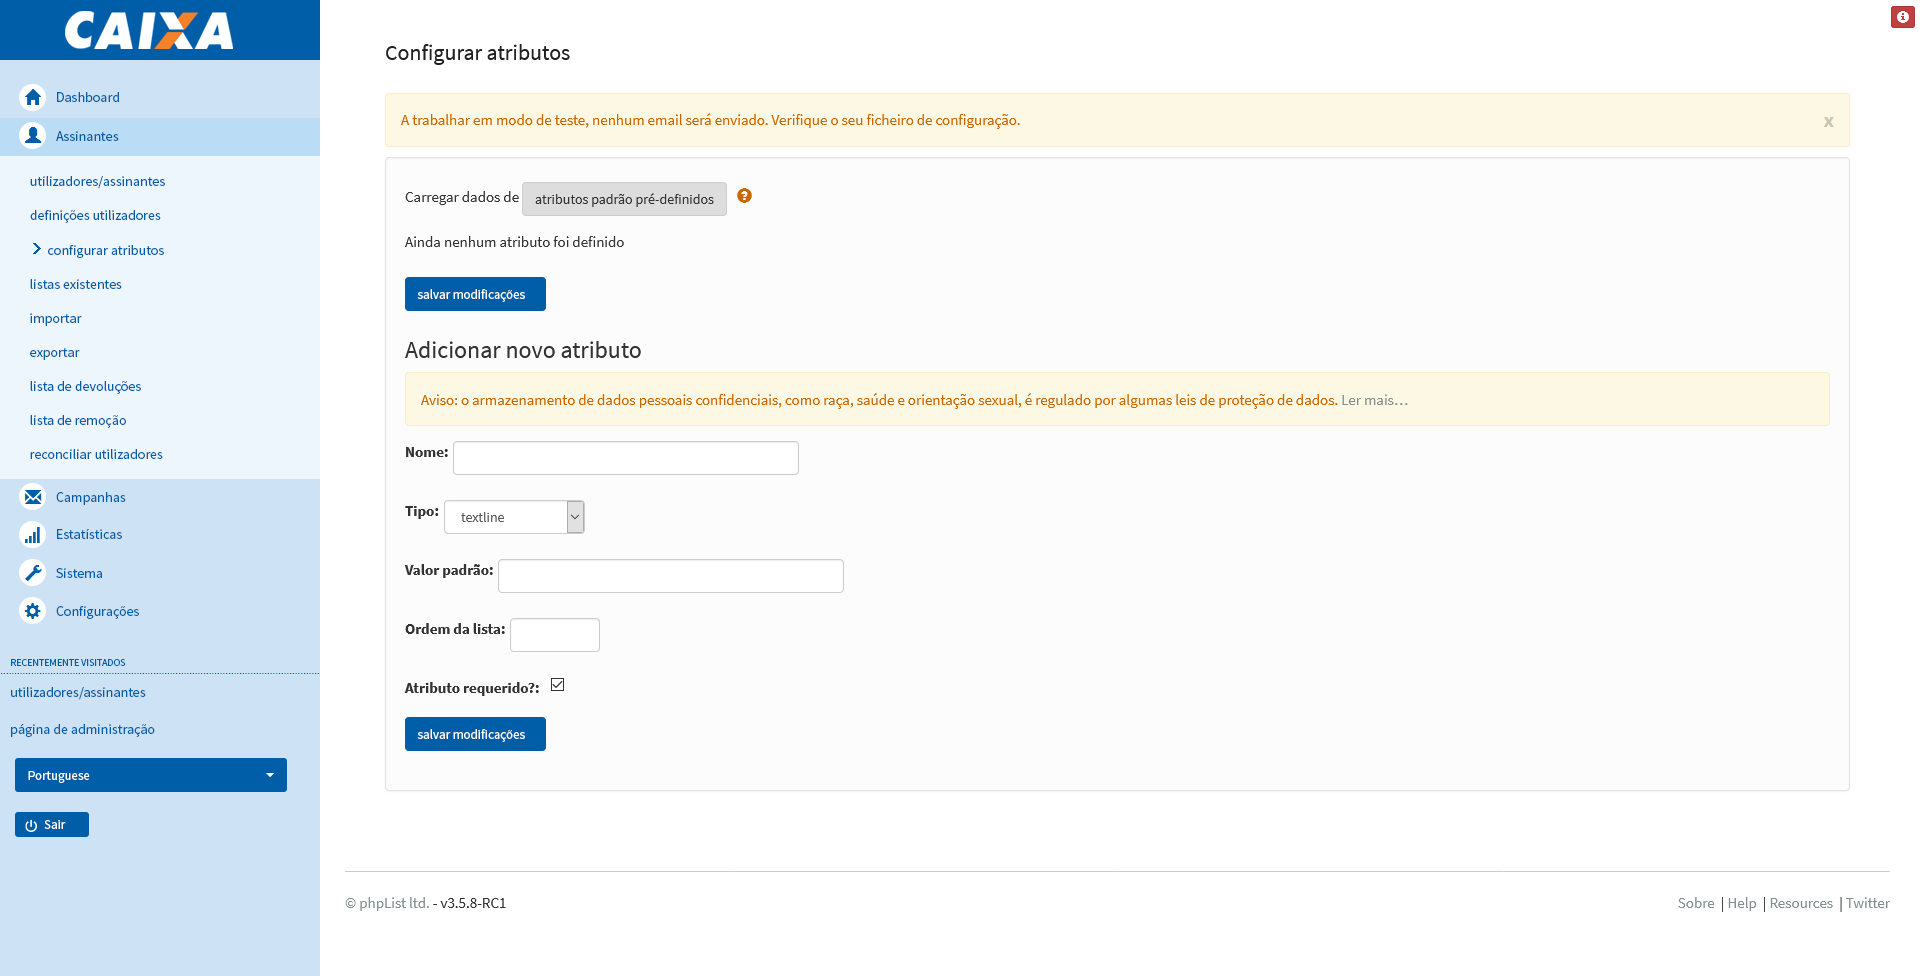 CAIXA
Dashboard
Assinantes
utilizadores/assinantes
definições utilizadores
configurar atributos
listas existentes
importar
exportar
lista de devoluções
lista de remoção
reconciliar utilizadores
Campanhas
Estatísticas
Sistema
Configurações
RECENTEMENTE VISITADOS
utilizadores/assinantes
página de administração
Portuguese
Sair
Configurar atributos
A trabalhar em modo de teste, nenhum email será enviado. Verifique o seu ficheiro de configuração.
x
Carregar dados de atributos padrão pré-definidos ?
Ainda nenhum atributo foi definido
salvar modificações
Adicionar novo atributo
Aviso: o armazenamento de dados pessoais confidenciais, como raça, saúde e orientação sexual, é regulado por algumas leis de proteção de dados. Ler mais...
Nome:
Tipo: textline
Valor padrão:
Ordem da lista:
Atributo requerido?:
salvar modificações
© phpList ltd. - v3.5.8-RC1
Sobre | Help | Resources | Twitter